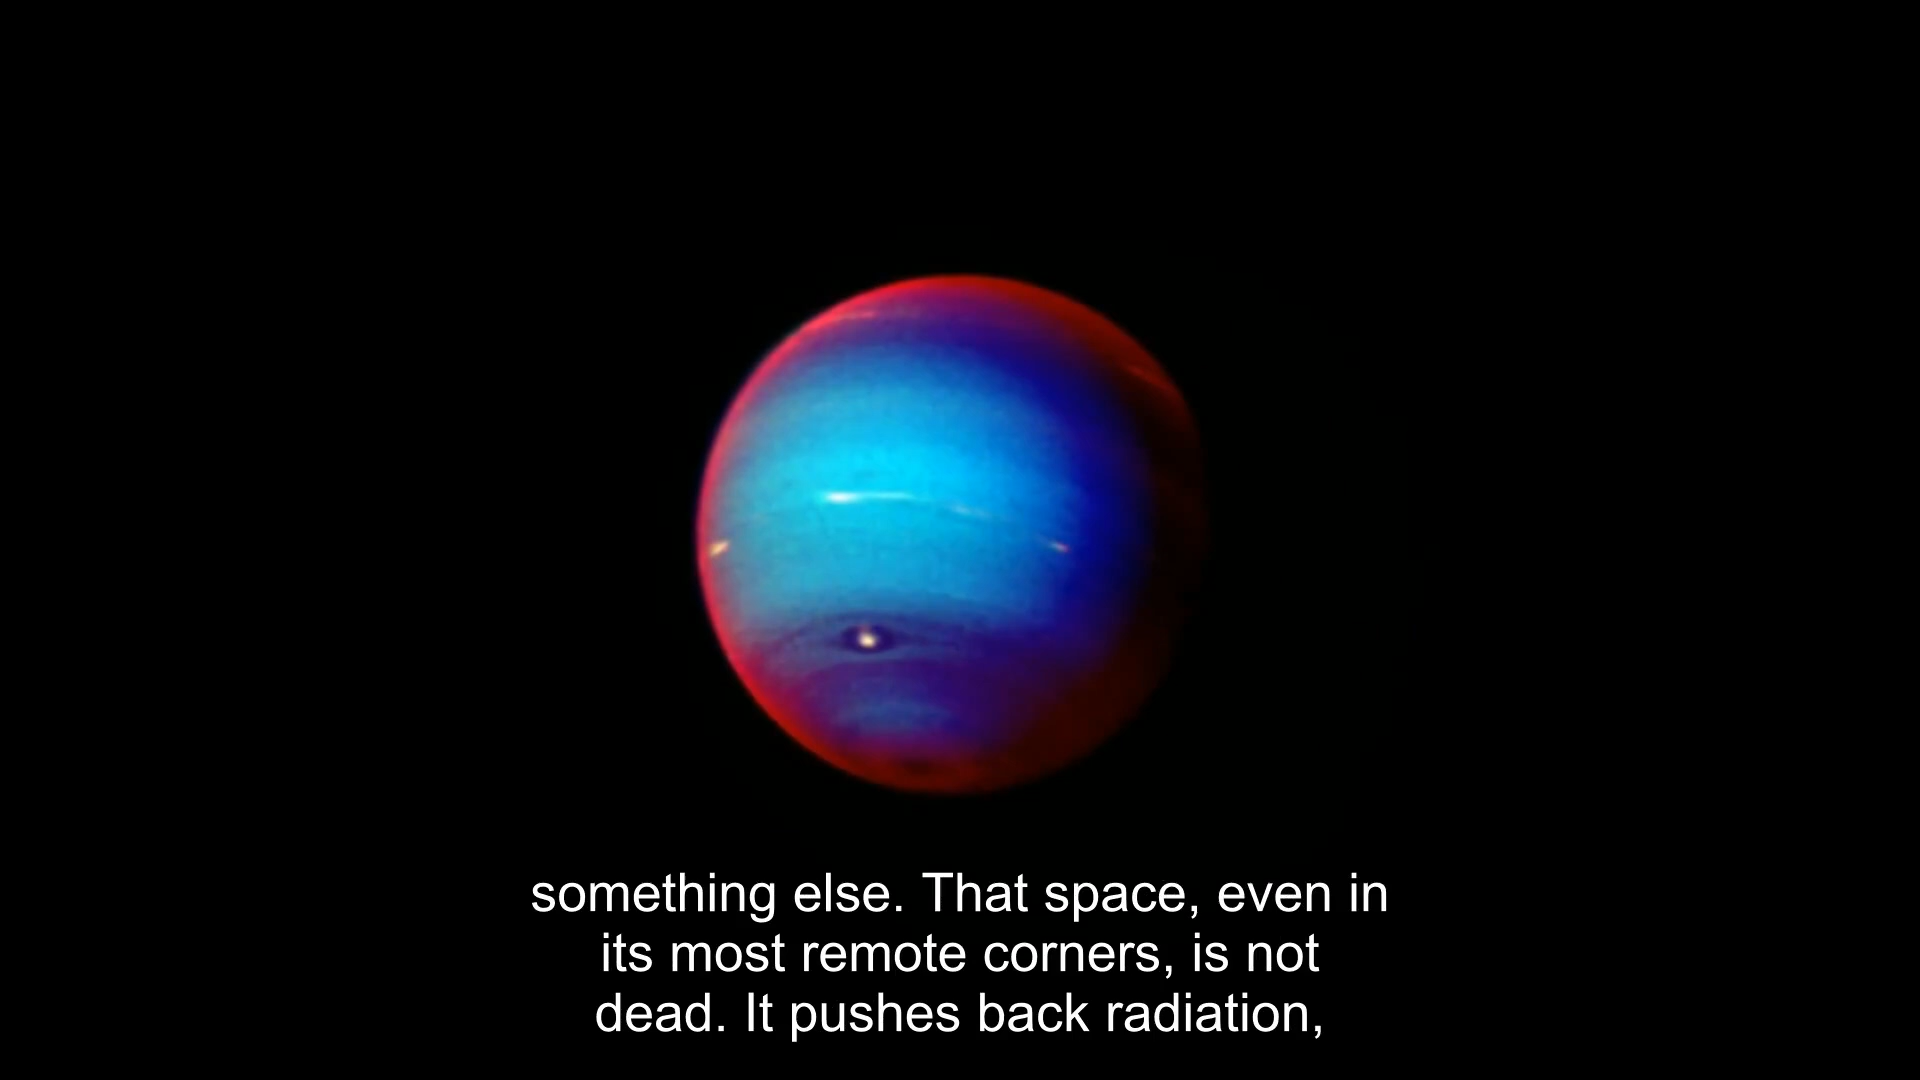 something else. That space, even in
its most remote corners, is not
dead. It pushes back radiation,